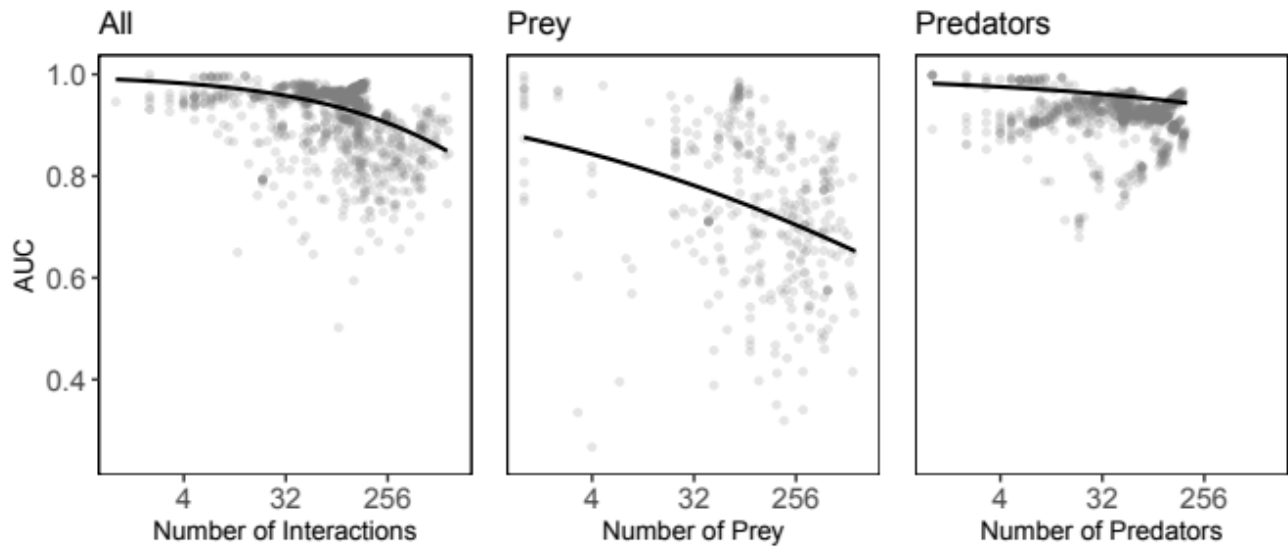 All Prey Predators
1.0
0.8
0.6
0.4
AUC
4 32 256 4 32 256 4 32 256
Number of Interactions Number of Prey Number of Predators